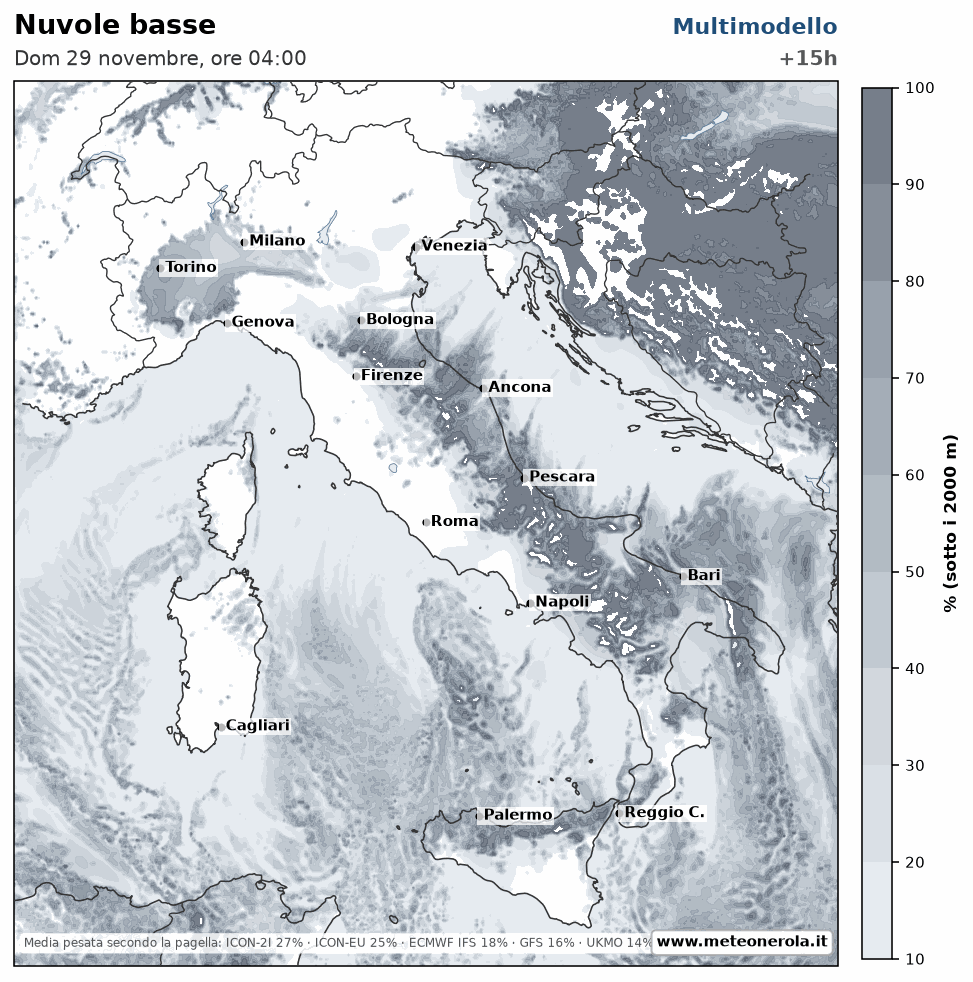 Nuvole basse
Multimodello
Dom 29 novembre, ore 04:00
+15h
100
90
80
70
60
50
40
30
20
10
% (sotto i 2000 m)
Milano
Venezia
Torino
Genova
Bologna
Firenze
Ancona
Pescara
Roma
Bari
Napoli
Cagliari
Palermo
Reggio C.
Media pesata secondo la pagella: ICON-2I 27% · ICON-EU 25% · ECMWF IFS 18% · GFS 16% · UKMO 14%
www.meteonerola.it